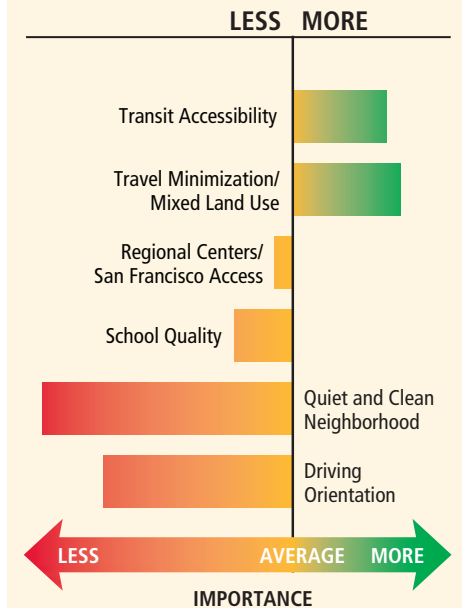 LESS MORE
Transit Accessibility
Travel Minimization/
Mixed Land Use
Regional Centers/
San Francisco Access
School Quality
Quiet and Clean
Neighborhood
Driving
Orientation
LESS AVERAGE MORE
IMPORTANCE